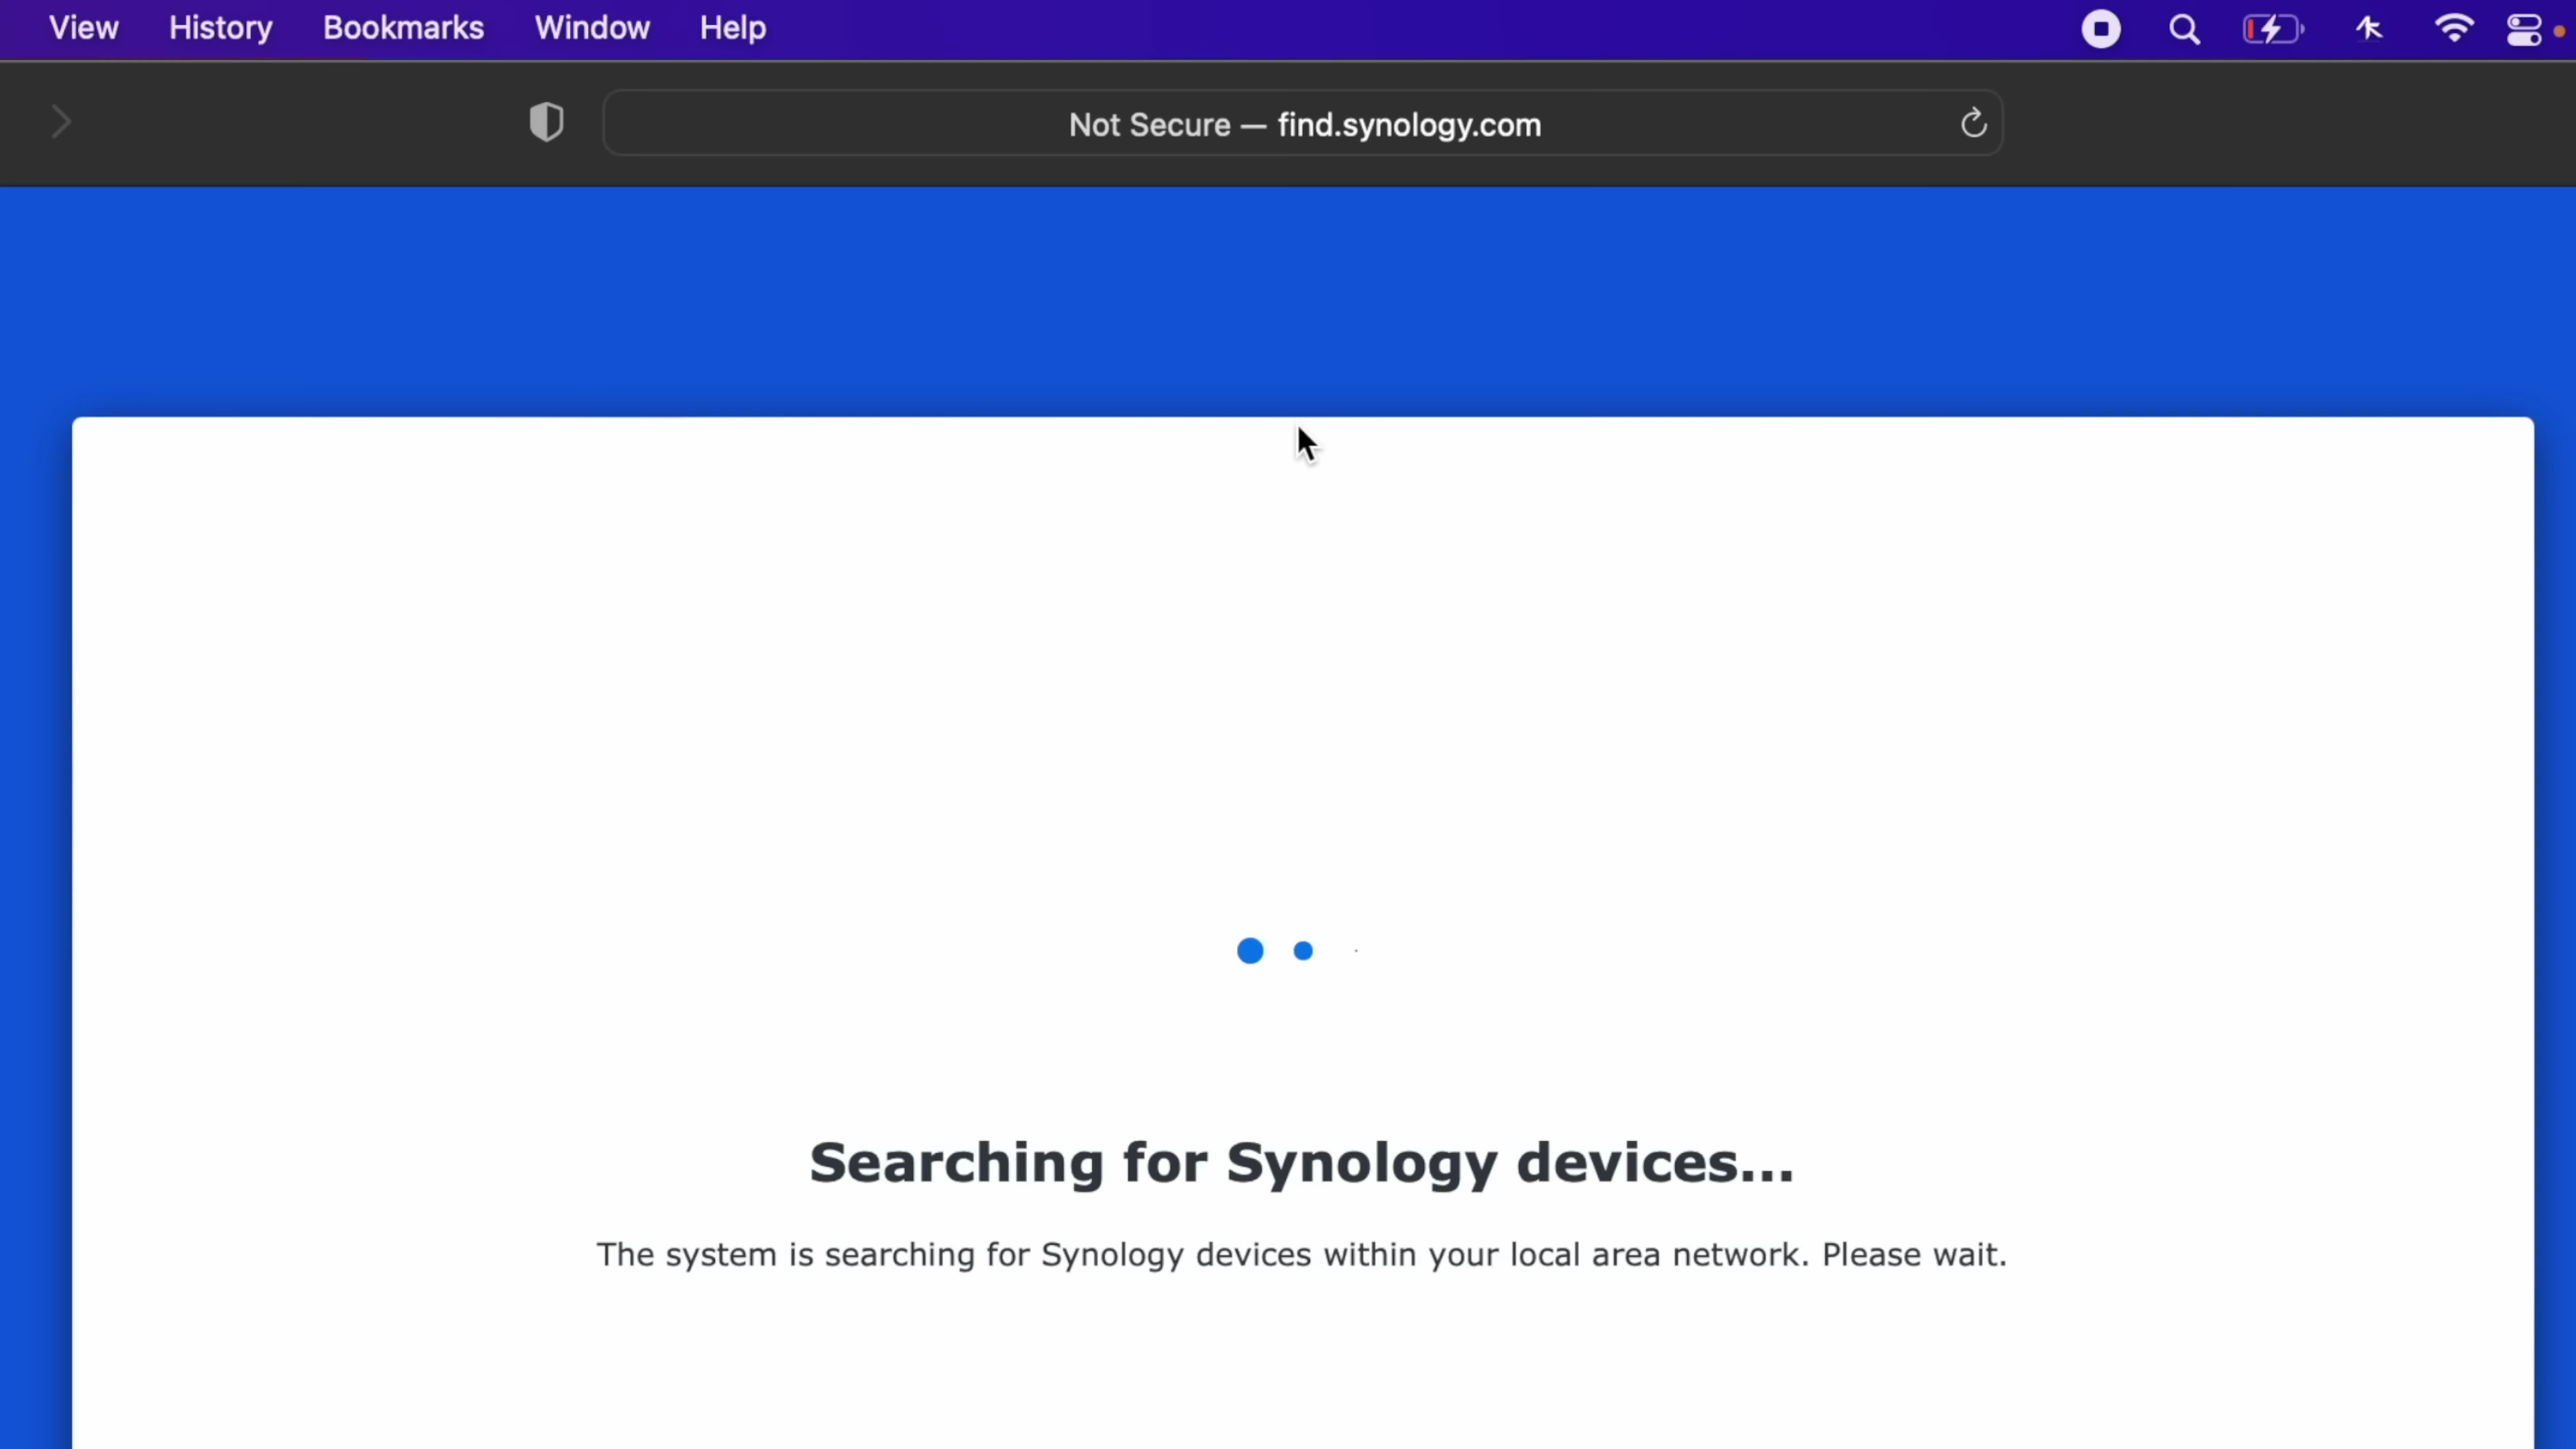 View History Bookmarks Window Help
Not Secure — find.synology.com
Searching for Synology devices...
The system is searching for Synology devices within your local area network. Please wait.